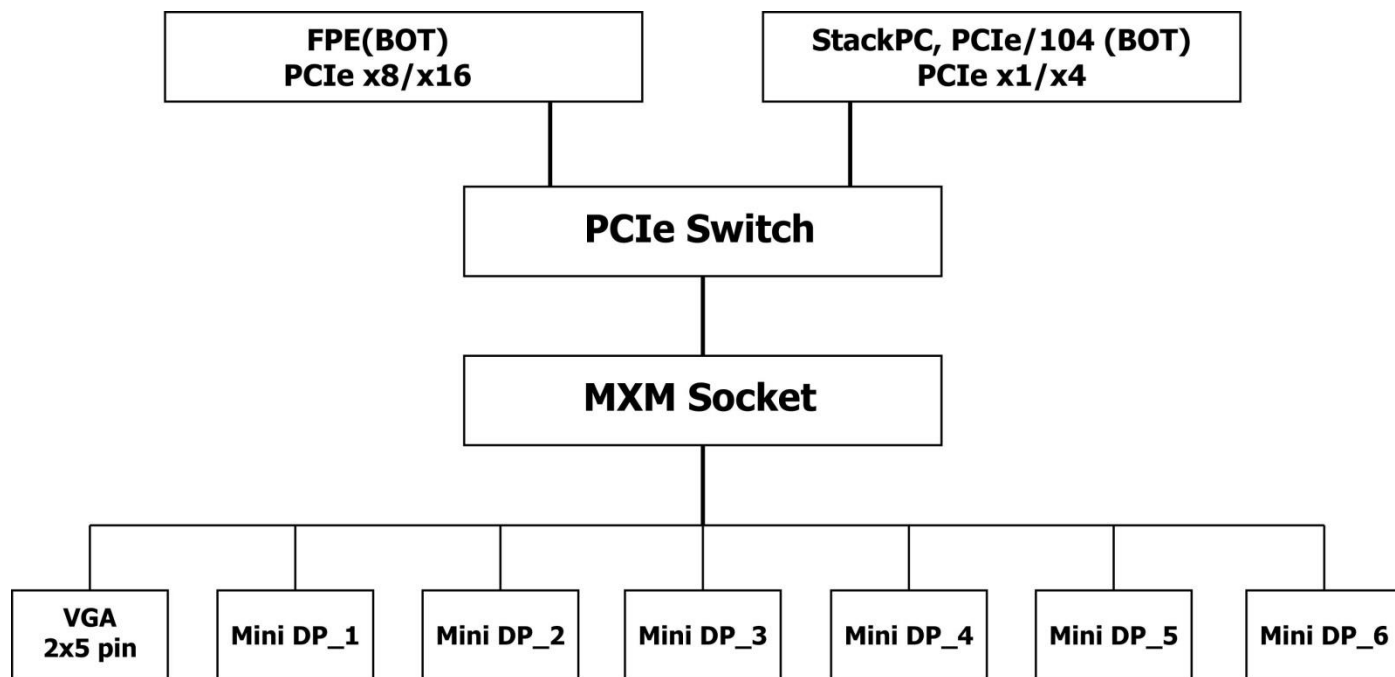 FPE(BOT)
PCIe x8/x16
StackPC, PCIe/104 (BOT)
PCIe x1/x4
PCIe Switch
MXM Socket
VGA
2x5 pin
Mini DP_1
Mini DP_2
Mini DP_3
Mini DP_4
Mini DP_5
Mini DP_6